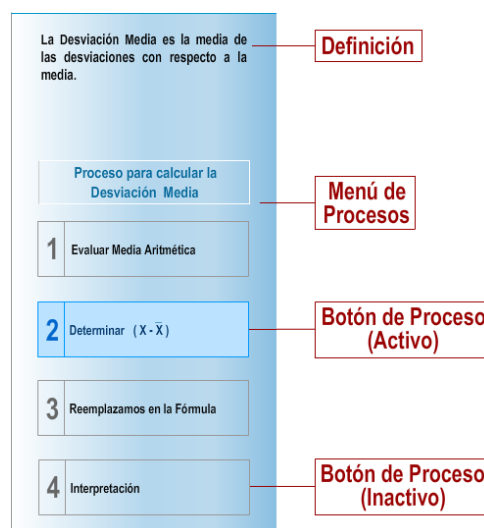 La Desviación Media es la media de
las desviaciones con respecto a la
media.
Definición
Proceso para calcular la
Desviación Media
Menú de
Procesos
1 Evaluar Media Aritmética
2 Determinar ( X - X̄ )
Botón de Proceso
(Activo)
3 Reemplazamos en la Fórmula
4 Interpretación
Botón de Proceso
(Inactivo)